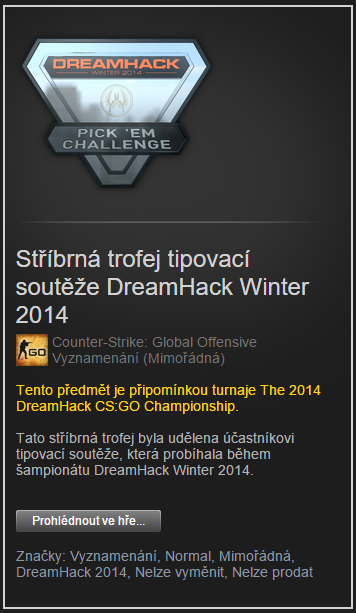 DREAMHACK
WINTER 2014
PICK 'EM
CHALLENGE
Stříbrná trofej tipovací
soutěže DreamHack Winter
2014
GO
Counter-Strike: Global Offensive
Vyznamenání (Mimořádná)
Tento předmět je připomínkou turnaje The 2014
DreamHack CS:GO Championship.
Tato stříbrná trofej byla udělena účastníkovi
tipovací soutěže, která probíhala během
šampionátu DreamHack Winter 2014.
Prohlédnout ve hře...
Značky: Vyznamenání, Normal, Mimořádná,
DreamHack 2014, Nelze vyměnit, Nelze prodat